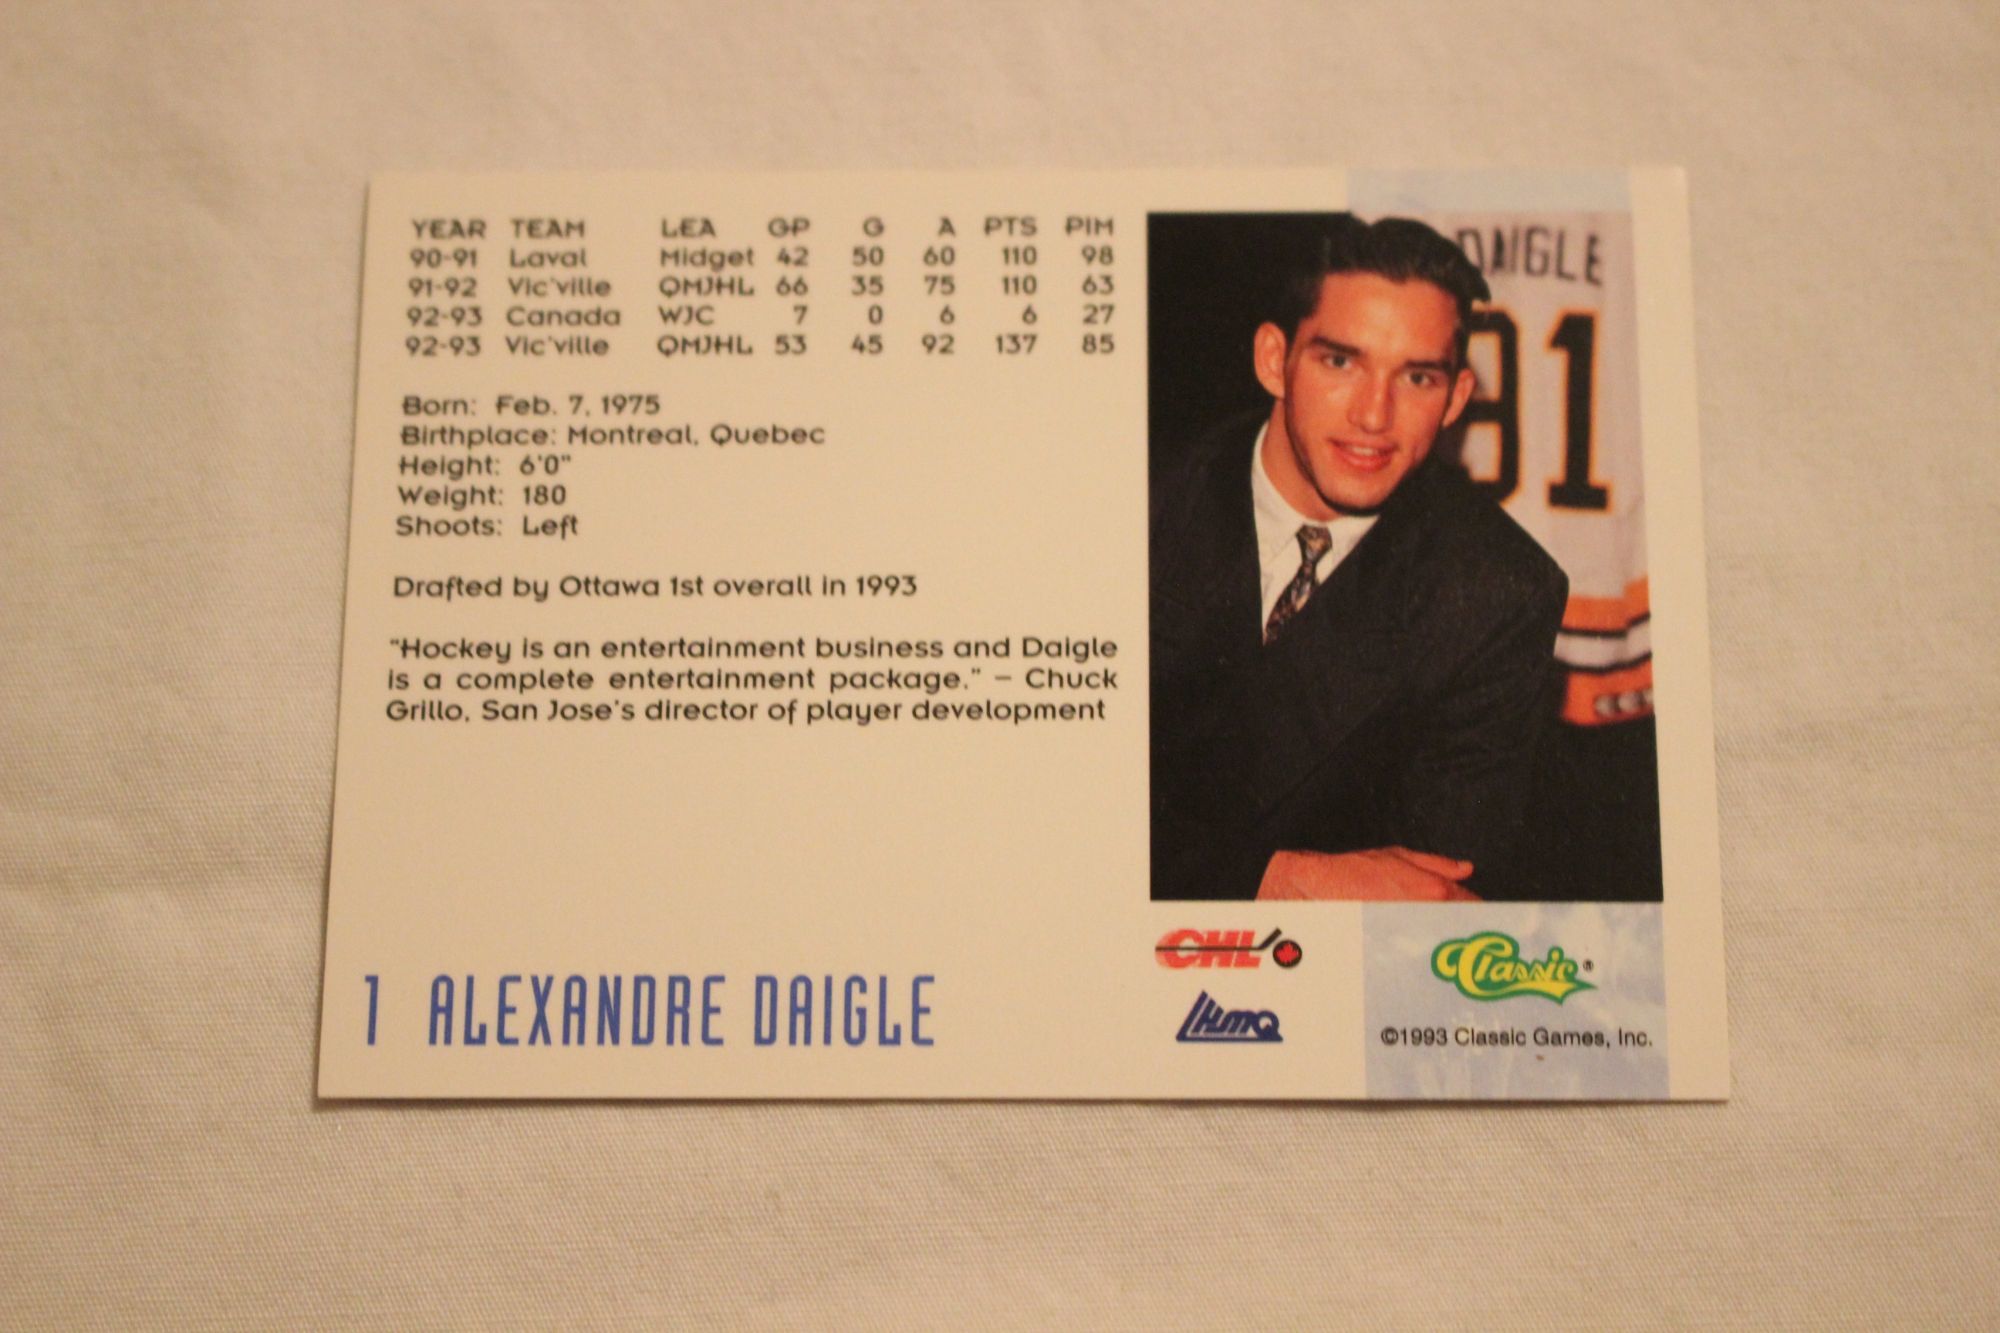 YEAR TEAM LEA GP G A PTS PIM
90-91 Laval Midget 42 50 60 110 98
91-92 Vic'ville QMJHL 66 35 75 110 63
92-93 Canada WJC 7 0 6 6 27
92-93 Vic'ville QMJHL 53 45 92 137 85
Born: Feb. 7, 1975
Birthplace: Montreal, Quebec
Height: 6'0"
Weight: 180
Shoots: Left
Drafted by Ottawa 1st overall in 1993
"Hockey is an entertainment business and Daigle
is a complete entertainment package." – Chuck
Grillo, San Jose's director of player development
1 ALEXANDRE DAIGLE
DAIGLE
91
CHL
LHJMQ
Classic®
©1993 Classic Games, Inc.